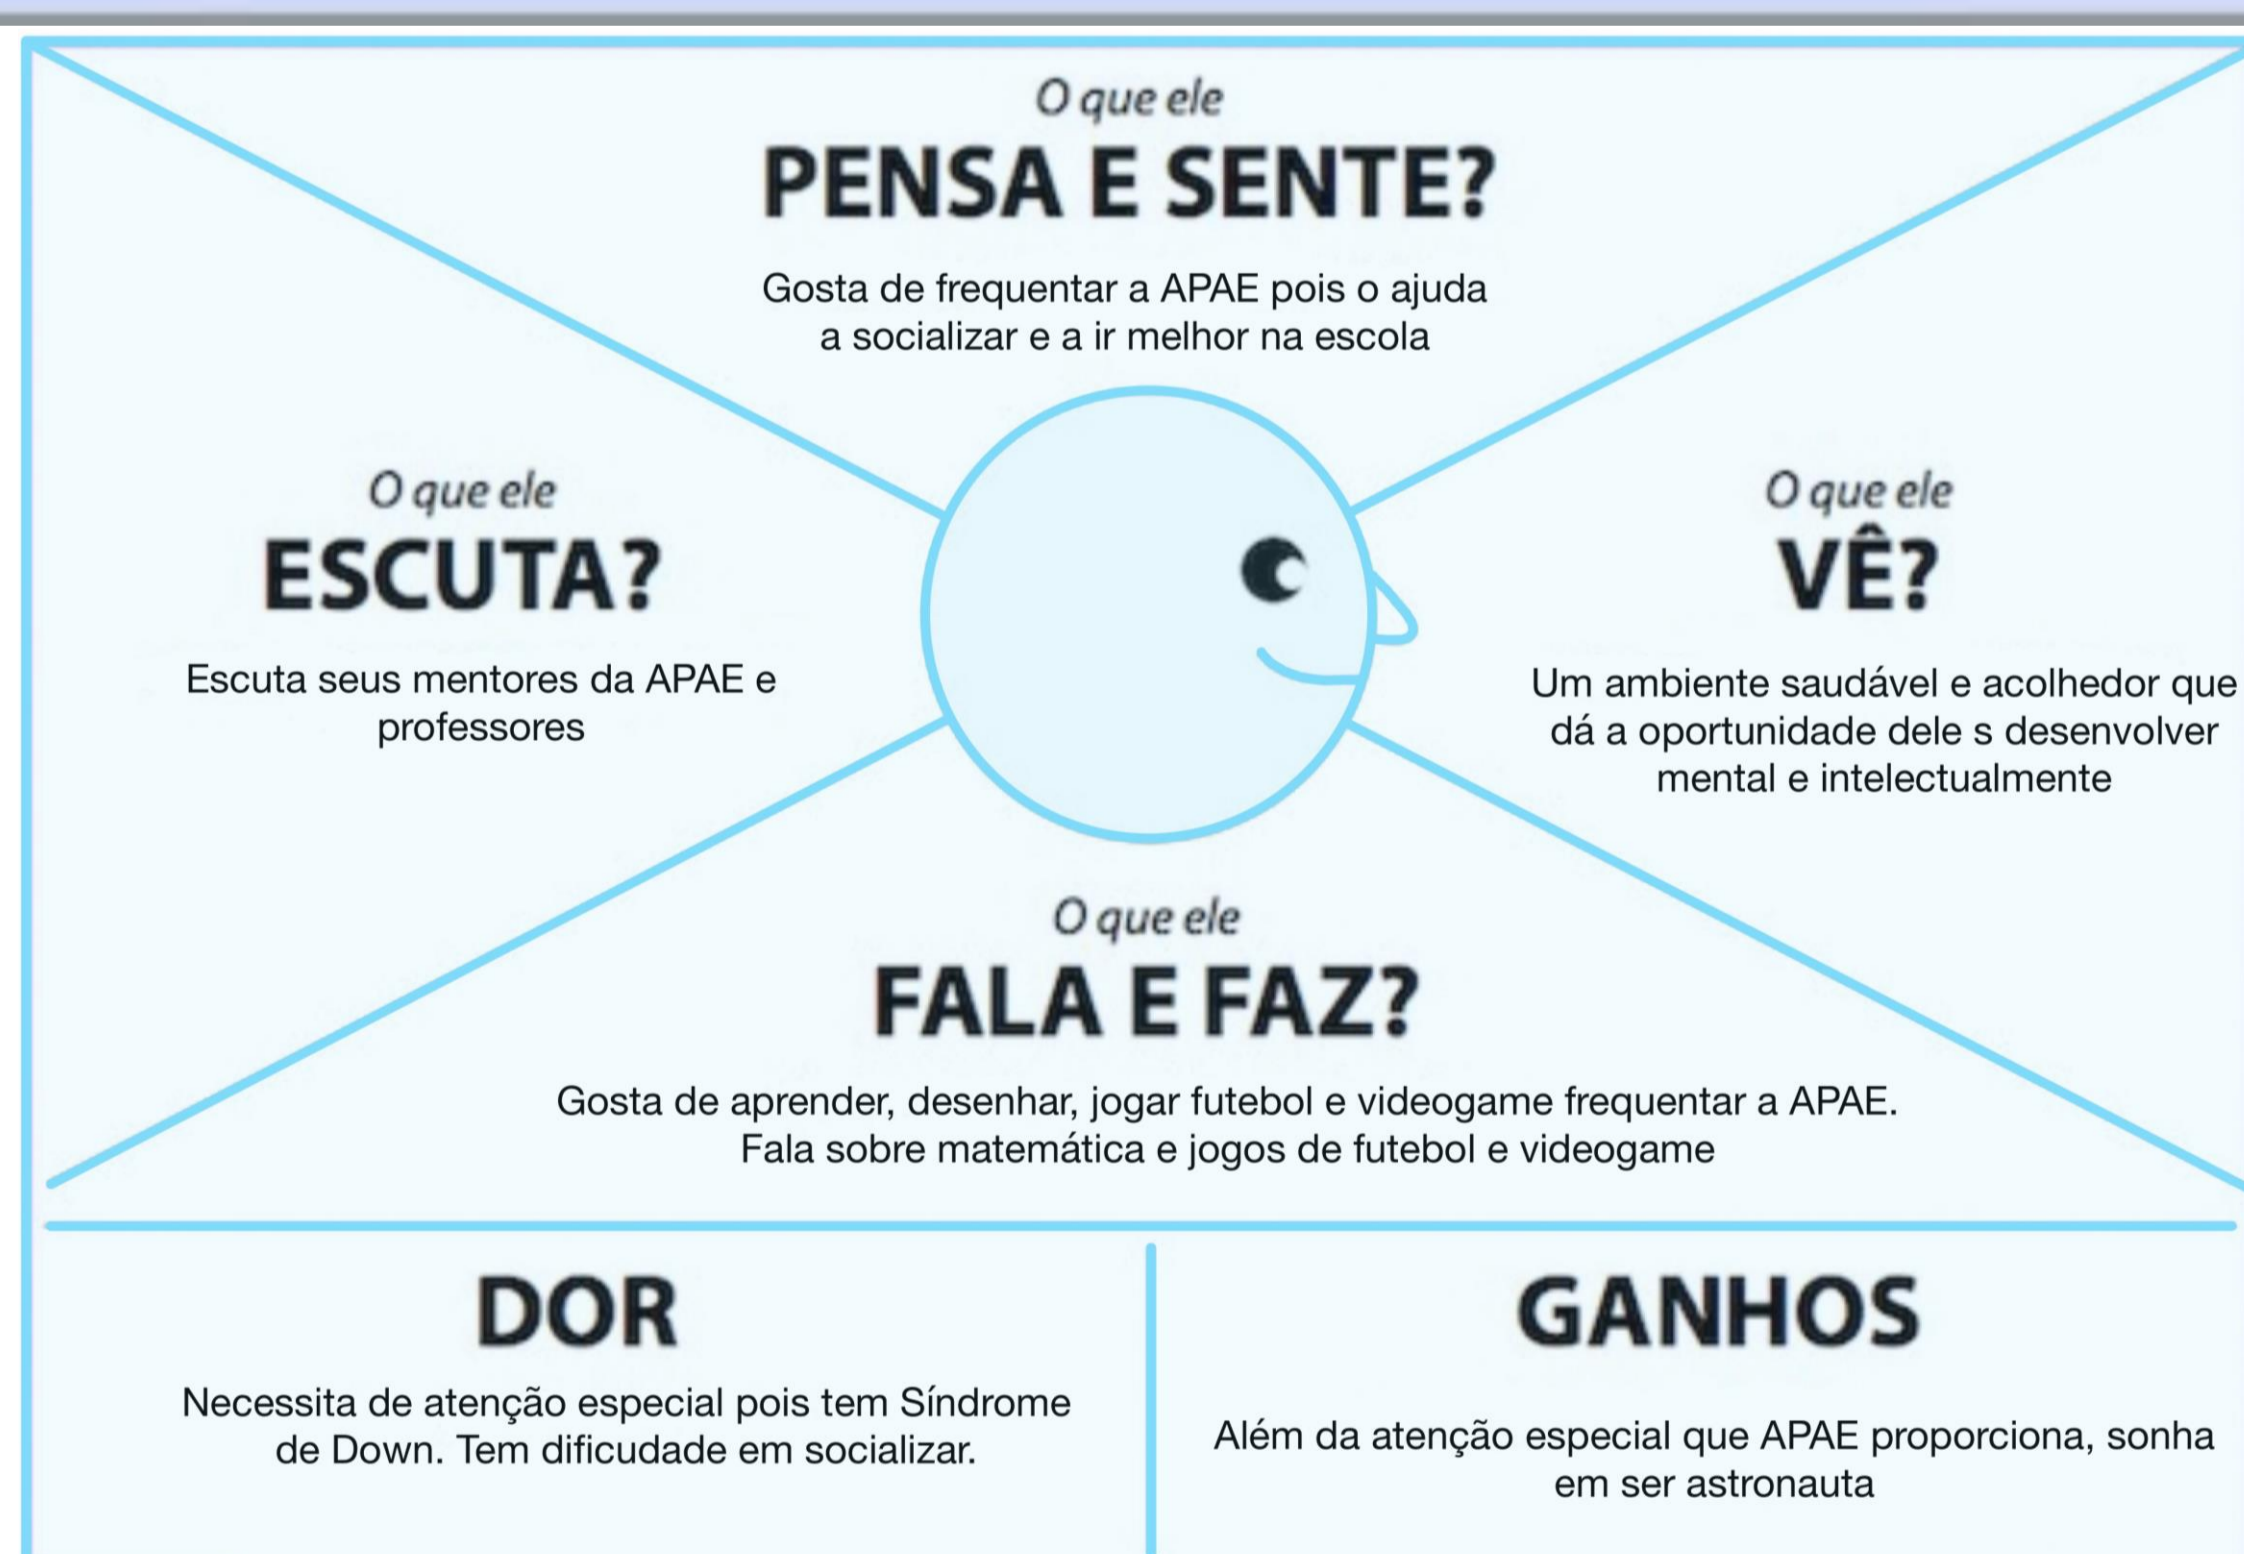 O que ele
PENSA E SENTE?
Gosta de frequentar a APAE pois o ajuda
a socializar e a ir melhor na escola
O que ele
ESCUTA?
Escuta seus mentores da APAE e
professores
O que ele
VÊ?
Um ambiente saudável e acolhedor que
dá a oportunidade dele s desenvolver
mental e intelectualmente
O que ele
FALA E FAZ?
Gosta de aprender, desenhar, jogar futebol e videogame frequentar a APAE.
Fala sobre matemática e jogos de futebol e videogame
DOR
Necessita de atenção especial pois tem Síndrome
de Down. Tem dificudade em socializar.
GANHOS
Além da atenção especial que APAE proporciona, sonha
em ser astronauta